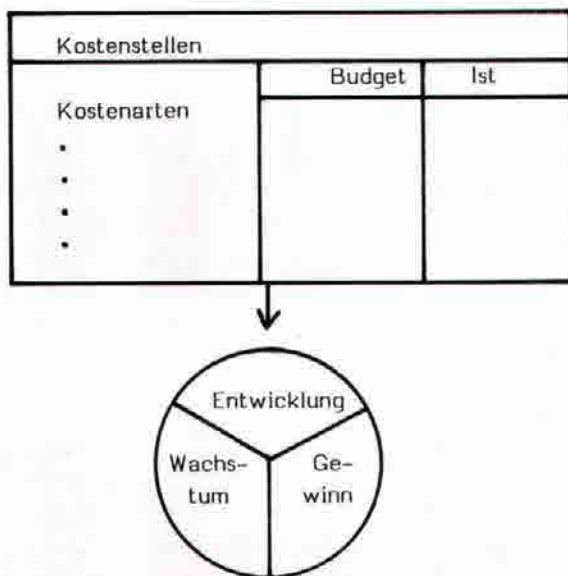 Kostenstellen
Budget Ist
Kostenarten
Entwicklung
Wachs- Ge-
tum winn